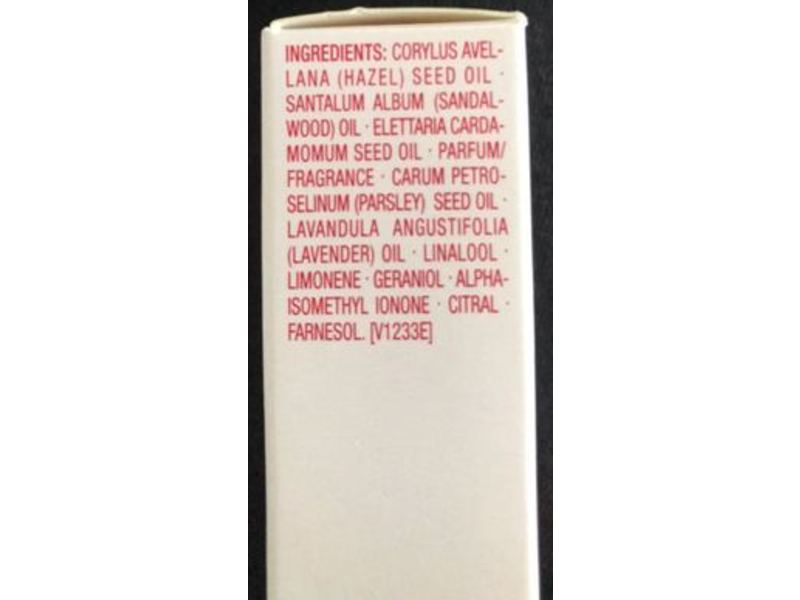 INGREDIENTS: CORYLUS AVEL-
LANA (HAZEL) SEED OIL ·
SANTALUM ALBUM (SANDAL-
WOOD) OIL · ELETTARIA CARDA-
MOMUM SEED OIL · PARFUM/
FRAGRANCE · CARUM PETRO-
SELINUM (PARSLEY) SEED OIL ·
LAVANDULA ANGUSTIFOLIA
(LAVENDER) OIL · LINALOOL ·
LIMONENE · GERANIOL · ALPHA-
ISOMETHYL IONONE · CITRAL ·
FARNESOL. [V1233E]